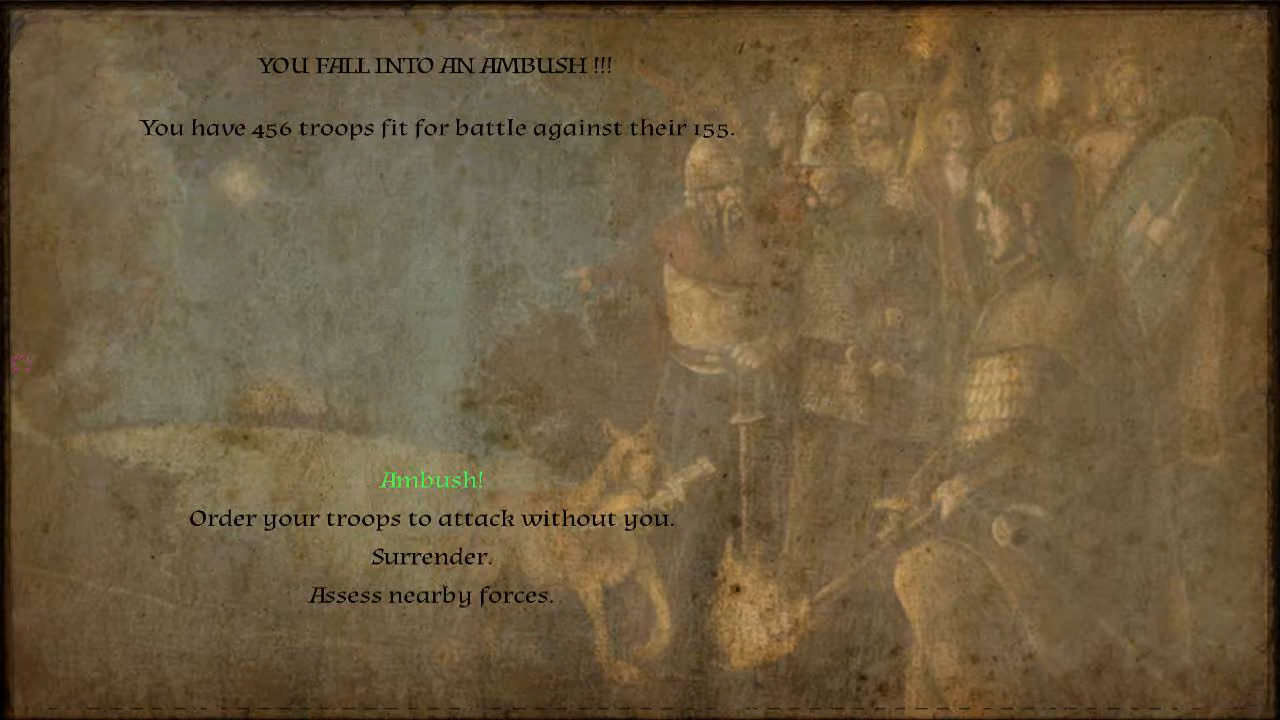 YOU FALL INTO AN AMBUSH !!!
You have 456 troops fit for battle against their 155.
Ambush!
Order your troops to attack without you.
Surrender.
Assess nearby forces.